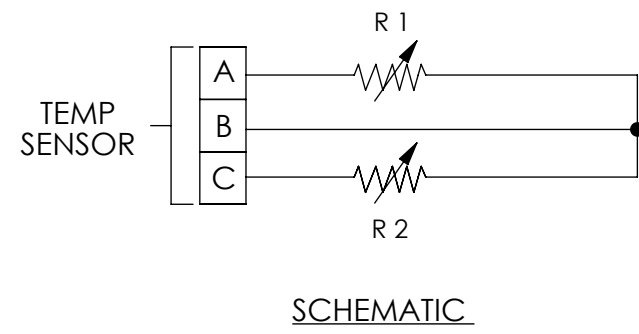 R 1
A
TEMP
SENSOR
B
C
R 2
SCHEMATIC